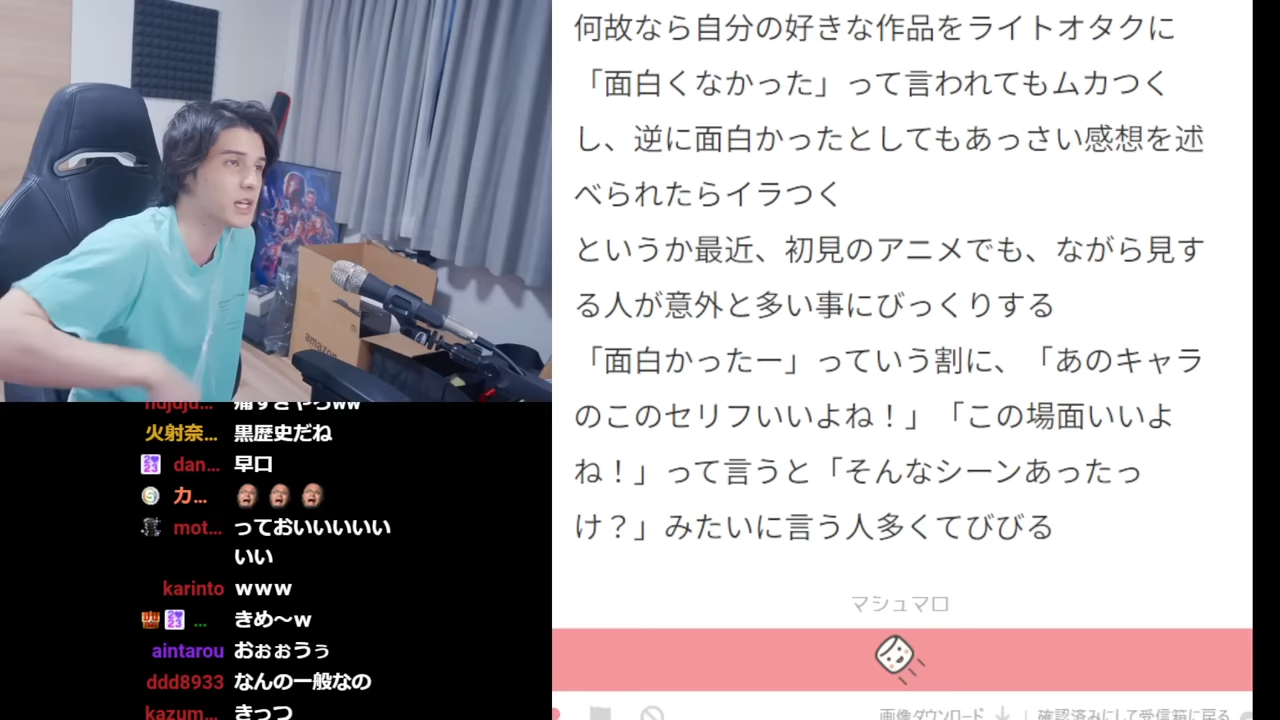 何故なら自分の好きな作品をライトオタクに
「面白くなかった」って言われてもムカつく
し、逆に面白かったとしてもあっさい感想を述
べられたらイラつく
というか最近、初見のアニメでも、ながら見す
る人が意外と多い事にびっくりする
「面白かったー」っていう割に、「あのキャラ
のこのセリフいいよね！」「この場面いいよ
ね！」って言うと「そんなシーンあったっ
け？」みたいに言う人多くてびびる
マシュマロ
画像ダウンロード
確認済みにして受信箱に戻る
amazon
火射奈… 黒歴史だね
dan… 早口
カ…
mot… っておいいいいい
いい
karinto www
… きめ〜w
aintarou おぉぉうぅ
ddd8933 なんの一般なの
kazum… きっつ